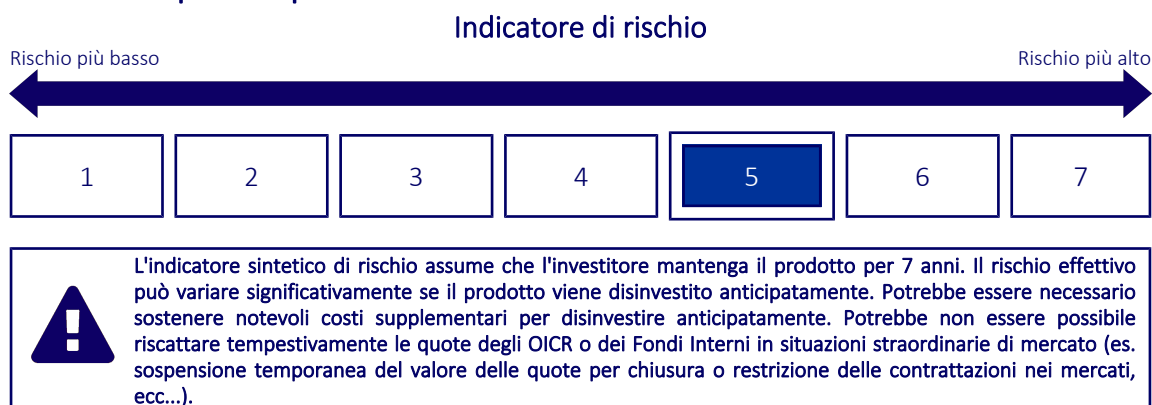 Indicatore di rischio
Rischio più basso
Rischio più alto
1 2 3 4 5 6 7
L'indicatore sintetico di rischio assume che l'investitore mantenga il prodotto per 7 anni. Il rischio effettivo
può variare significativamente se il prodotto viene disinvestito anticipatamente. Potrebbe essere necessario
sostenere notevoli costi supplementari per disinvestire anticipatamente. Potrebbe non essere possibile
riscattare tempestivamente le quote degli OICR o dei Fondi Interni in situazioni straordinarie di mercato (es.
sospensione temporanea del valore delle quote per chiusura o restrizione delle contrattazioni nei mercati,
ecc...).